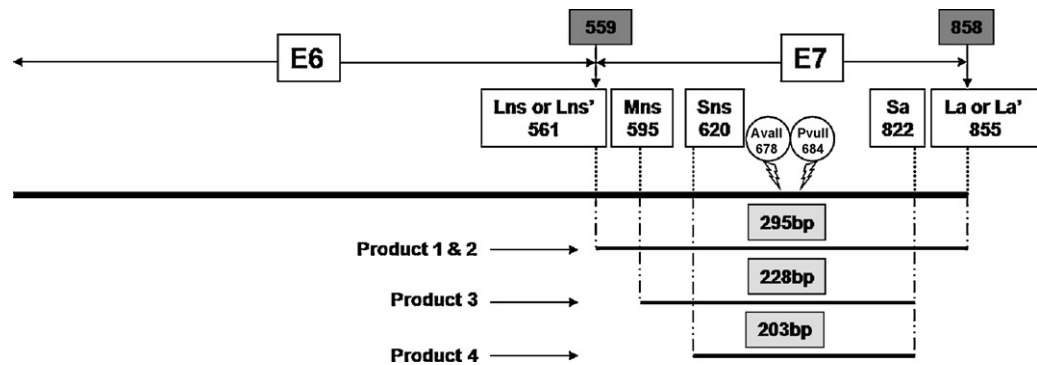 559
858
E6
E7
Lns or Lns’
561
Mns
595
Sns
620
AvaII
678
PvuII
684
Sa
822
La or La’
855
295bp
Product 1 & 2
228bp
Product 3
203bp
Product 4